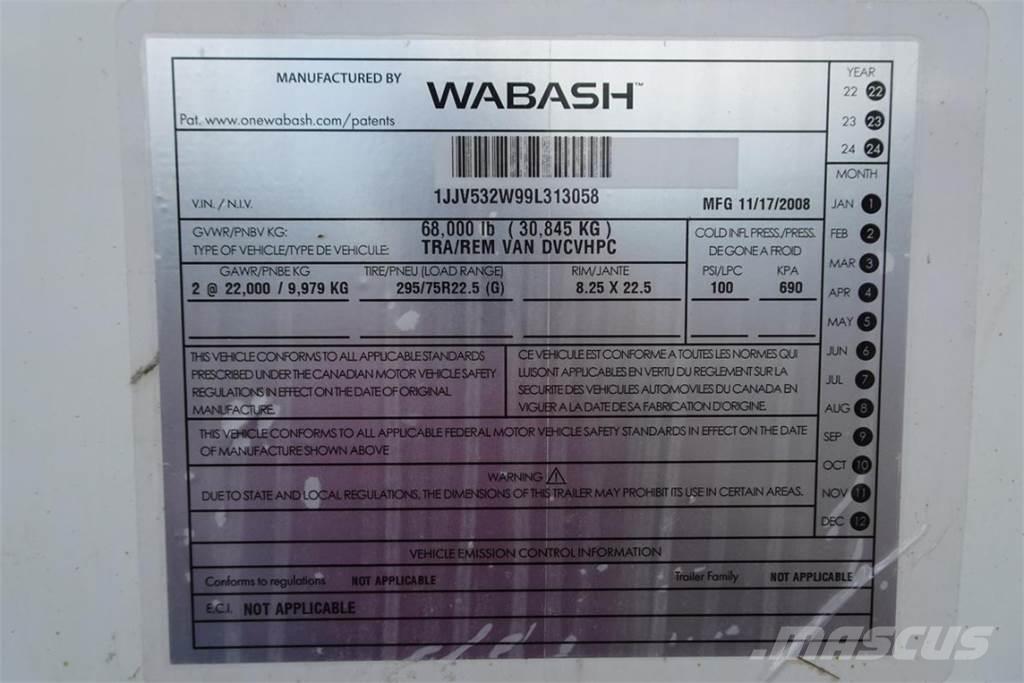 MANUFACTURED BY WABASH™
Pat. www.onewabash.com/patents
V.I.N. / N.I.V. 1JJV532W99L313058 MFG 11/17/2008
GVWR/PNBV KG: 68,000 lb ( 30,845 KG )
TYPE OF VEHICLE/TYPE DE VEHICULE: TRA/REM VAN DVCVHPC
COLD INFL PRESS./PRESS.
DE GONE A FROID
GAWR/PNBE KG TIRE/PNEU (LOAD RANGE) RIM/JANTE PSI/LPC KPA
2 @ 22,000 / 9,979 KG 295/75R22.5 (G) 8.25 X 22.5 100 690
THIS VEHICLE CONFORMS TO ALL APPLICABLE STANDARDS
PRESCRIBED UNDER THE CANADIAN MOTOR VEHICLE SAFETY
REGULATIONS IN EFFECT ON THE DATE OF ORIGINAL
MANUFACTURE.
CE VEHICULE EST CONFORME A TOUTES LES NORMES QUI
LUI SONT APPLICABLES EN VERTU DU REGLEMENT SUR LA
SECURITE DES VEHICULES AUTOMOVILES DU CANADA EN
VIGUER A LA DATE DE SA FABRICATION D'ORIGINE.
THIS VEHICLE CONFORMS TO ALL APPLICABLE FEDERAL MOTOR VEHICLE SAFETY STANDARDS IN EFFECT ON THE DATE
OF MANUFACTURE SHOWN ABOVE
WARNING
DUE TO STATE AND LOCAL REGULATIONS, THE DIMENSIONS OF THIS TRAILER MAY PROHIBIT ITS USE IN CERTAIN AREAS.
VEHICLE EMISSION CONTROL INFORMATION
Conforms to regulations NOT APPLICABLE Trailer Family NOT APPLICABLE
E.C.I. NOT APPLICABLE
YEAR
22 22
23 23
24 24
MONTH
JAN 1
FEB 2
MAR 3
APR 4
MAY 5
JUN 6
JUL 7
AUG 8
SEP 9
OCT 10
NOV 11
DEC 12
MASCUS